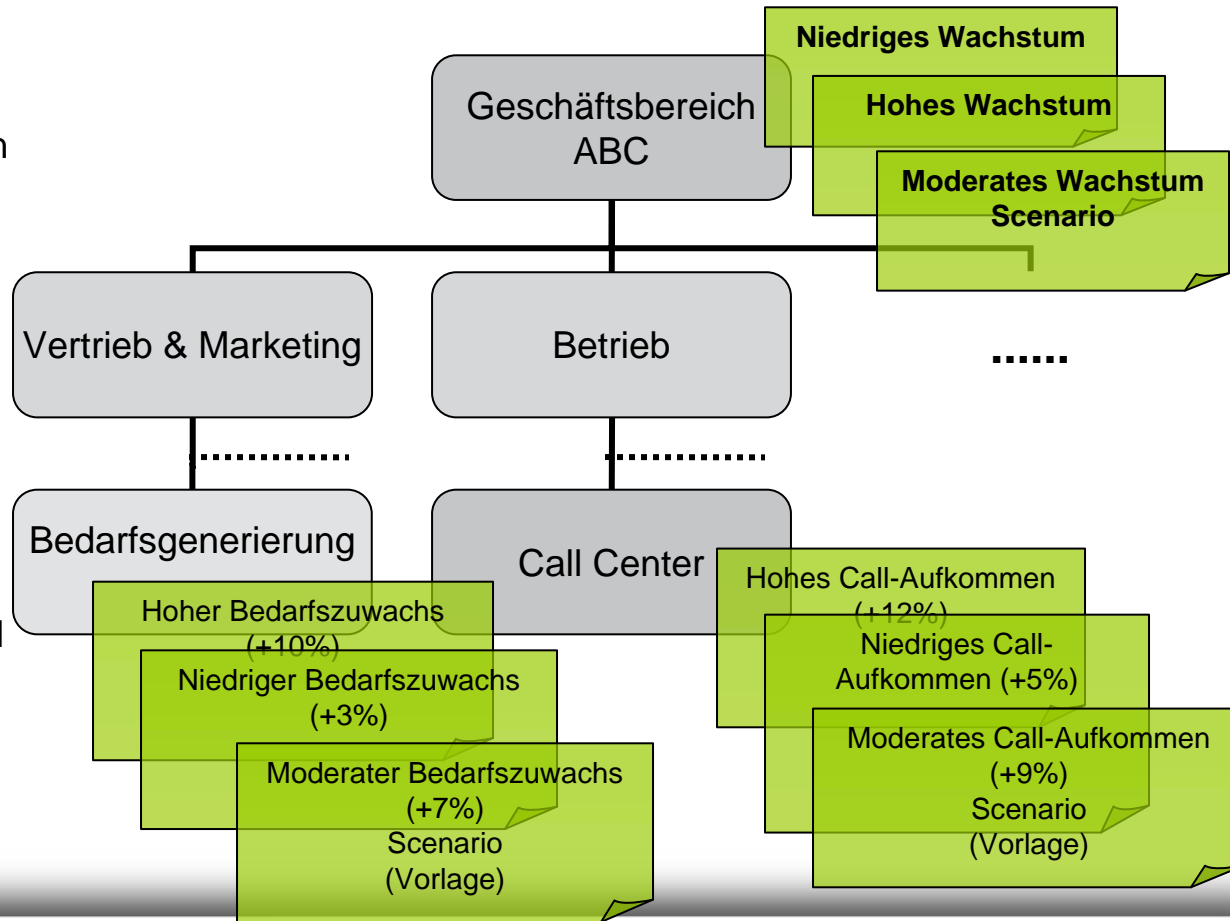 Niedriges Wachstum
Geschäftsbereich
ABC
Hohes Wachstum
Moderates Wachstum
Scenario
Vertrieb & Marketing
Betrieb
......
Bedarfsgenerierung
Call Center
Hoher Bedarfszuwachs
(+10%)
Niedriger Bedarfszuwachs
(+3%)
Moderater Bedarfszuwachs
(+7%)
Scenario
(Vorlage)
Hohes Call-Aufkommen
(+12%)
Niedriges Call-
Aufkommen (+5%)
Moderates Call-Aufkommen
(+9%)
Scenario
(Vorlage)